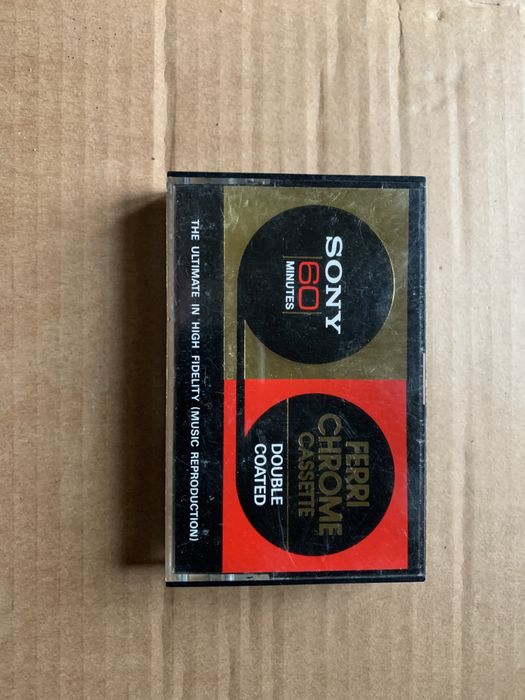 SONY
60
MINUTES
FERRI
CHROME
CASSETTE
DOUBLE
COATED
THE ULTIMATE IN HIGH FIDELITY (MUSIC REPRODUCTION)